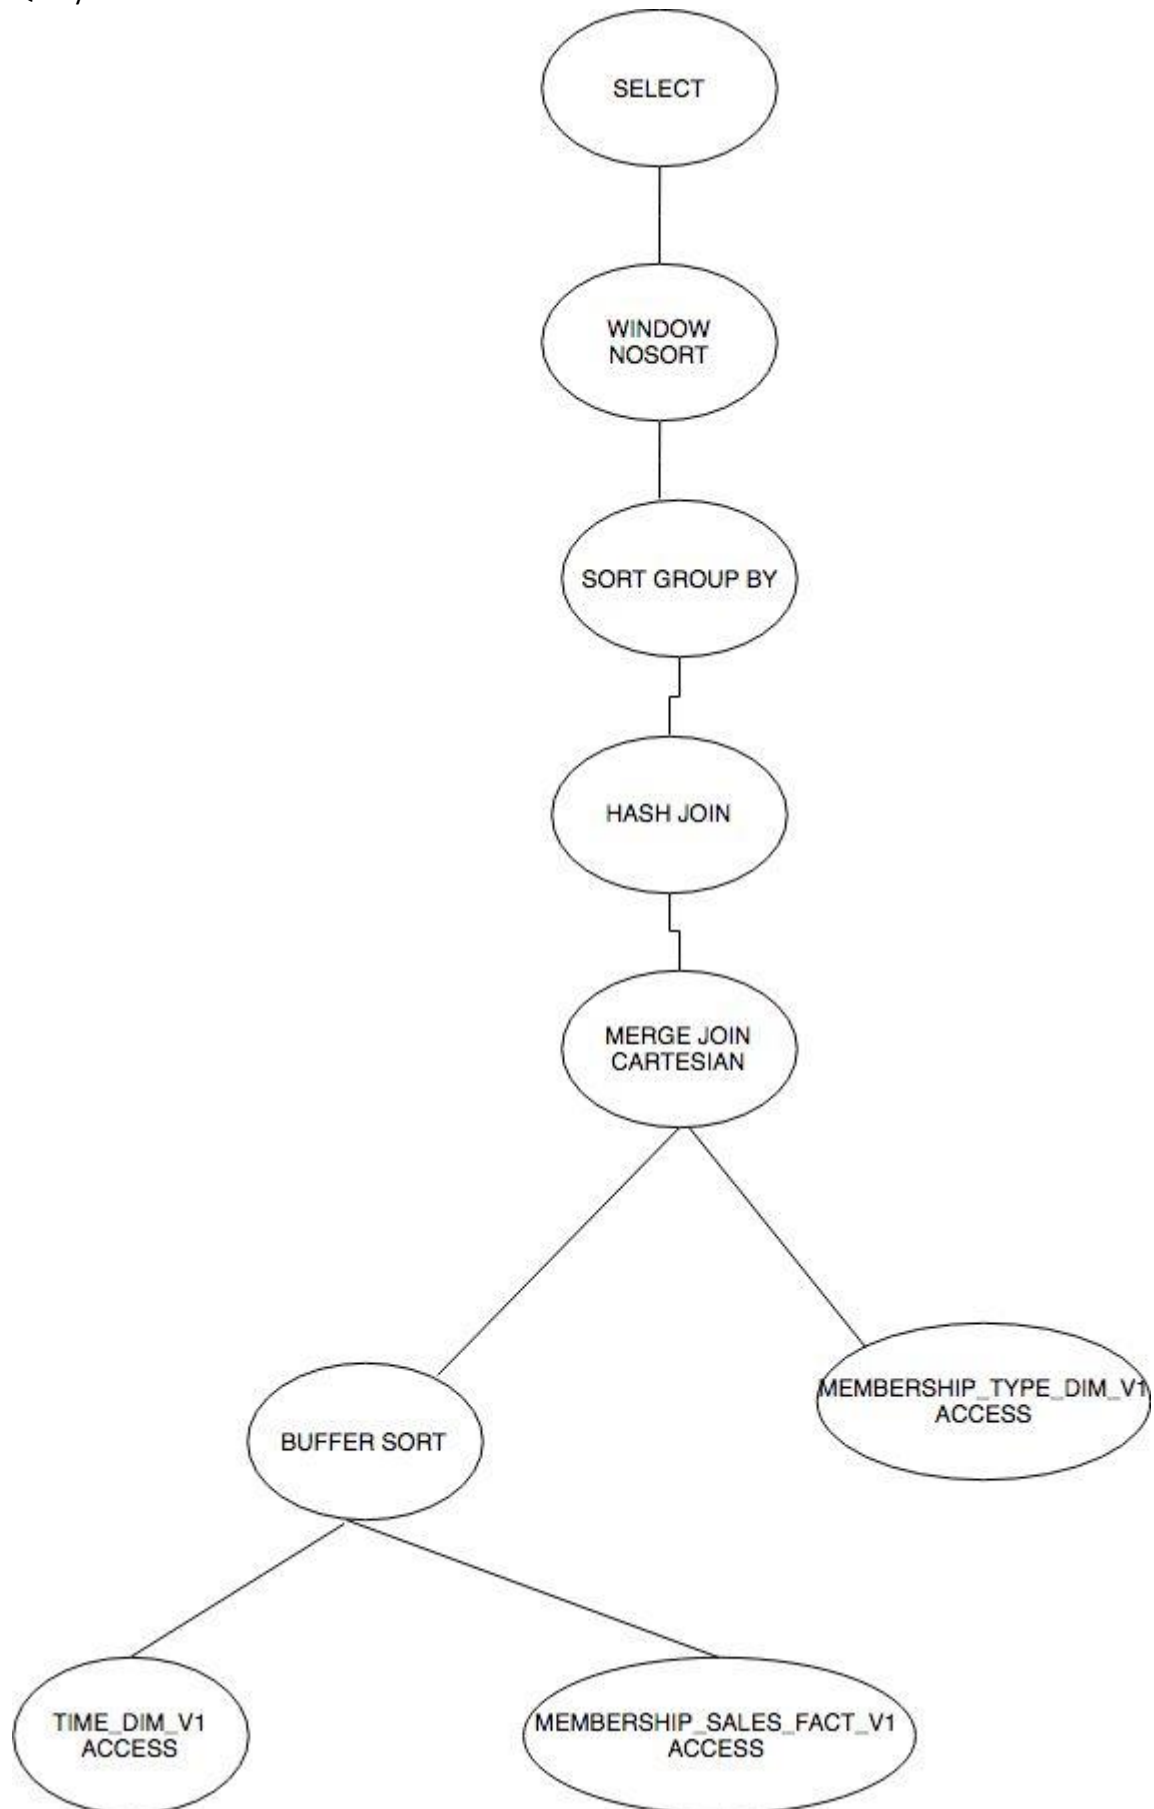 SELECT
WINDOW
NOSORT
SORT GROUP BY
HASH JOIN
MERGE JOIN
CARTESIAN
MEMBERSHIP_TYPE_DIM_V1
ACCESS
BUFFER SORT
TIME_DIM_V1
ACCESS
MEMBERSHIP_SALES_FACT_V1
ACCESS